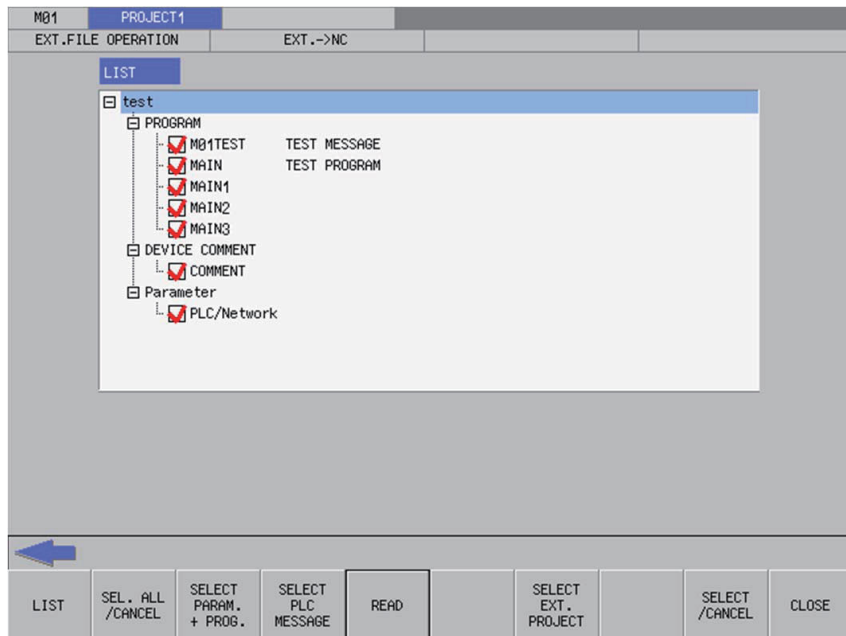 M01 PROJECT1
EXT.FILE OPERATION EXT.->NC
LIST
test
PROGRAM
M01TEST TEST MESSAGE
MAIN TEST PROGRAM
MAIN1
MAIN2
MAIN3
DEVICE COMMENT
COMMENT
Parameter
PLC/Network
LIST
SEL. ALL
/CANCEL
SELECT
PARAM.
+ PROG.
SELECT
PLC
MESSAGE
READ
SELECT
EXT.
PROJECT
SELECT
/CANCEL
CLOSE